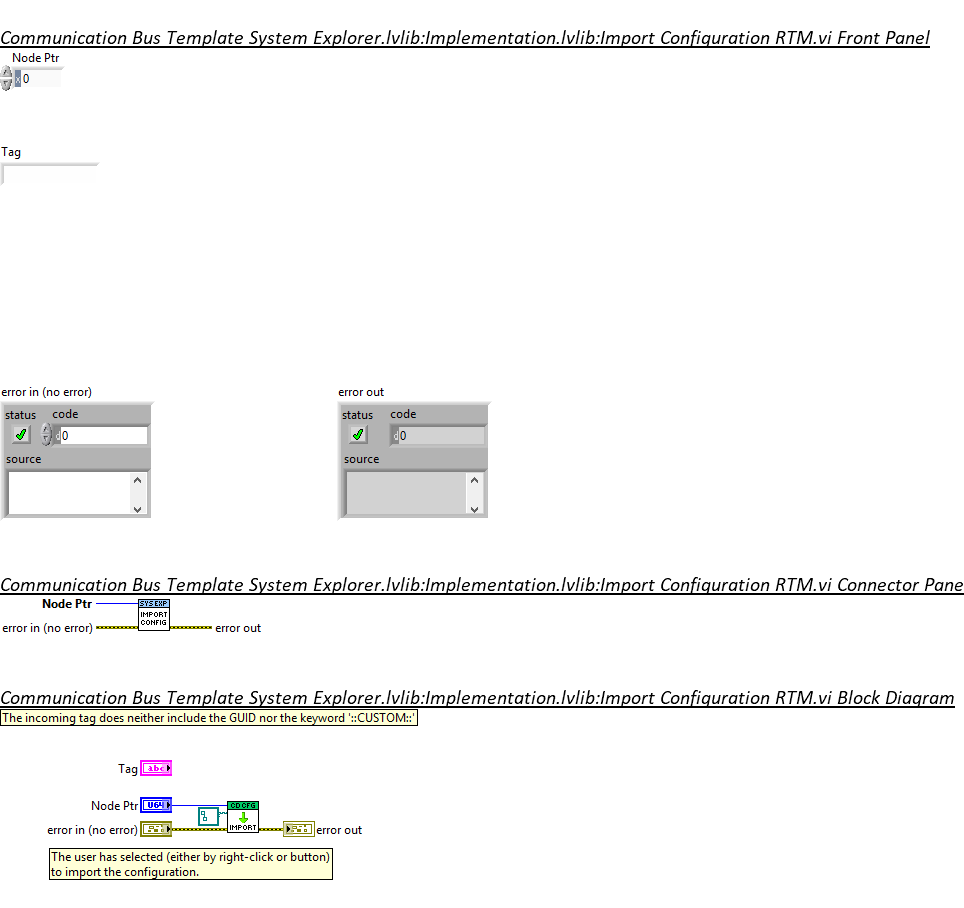 Communication Bus Template System Explorer.lvlib:Implementation.lvlib:Import Configuration RTM.vi Front Panel
Node Ptr
x 0
Tag
error in (no error)
error out
status code
status code
d 0
d 0
source
source
Communication Bus Template System Explorer.lvlib:Implementation.lvlib:Import Configuration RTM.vi Connector Pane
Node Ptr
SYS EXP
IMPORT
CONFIG
error in (no error)
error out
Communication Bus Template System Explorer.lvlib:Implementation.lvlib:Import Configuration RTM.vi Block Diagram
The incoming tag does neither include the GUID nor the keyword '::CUSTOM::'
Tag abc
Node Ptr U64
CD CFG
IMPORT
error in (no error)
error out
The user has selected (either by right-click or button)
to import the configuration.